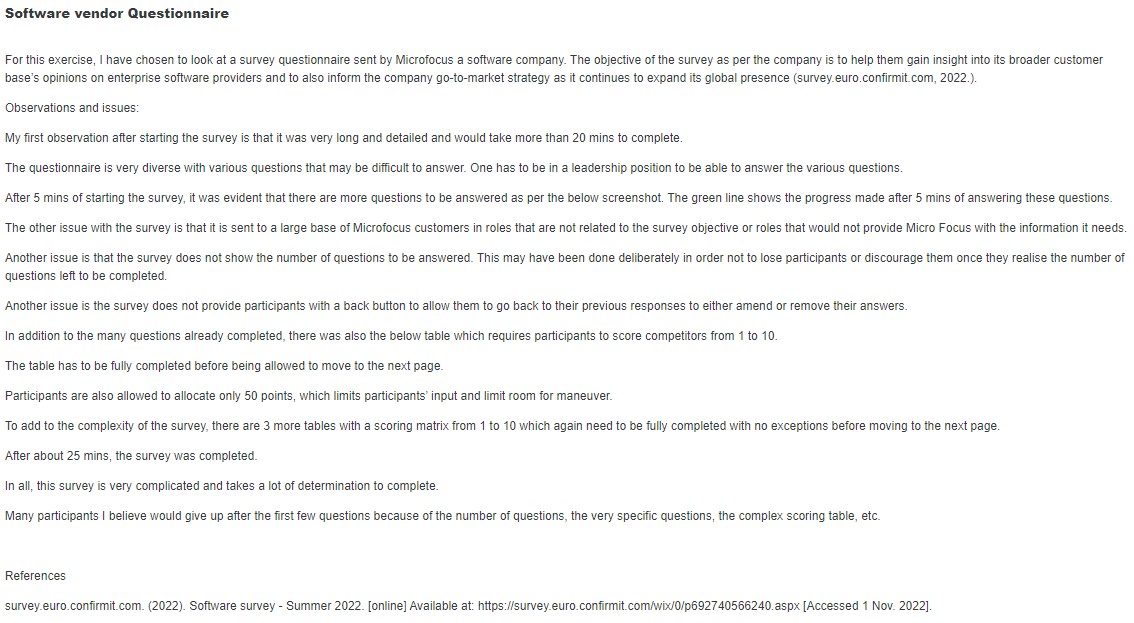 Software vendor Questionnaire
For this exercise, I have chosen to look at a survey questionnaire sent by Microfocus a software company. The objective of the survey as per the company is to help them gain insight into its broader customer
base's opinions on enterprise software providers and to also inform the company go-to-market strategy as it continues to expand its global presence (survey.euro.confirmit.com, 2022.).
Observations and issues:
My first observation after starting the survey is that it was very long and detailed and would take more than 20 mins to complete.
The questionnaire is very diverse with various questions that may be difficult to answer. One has to be in a leadership position to be able to answer the various questions.
After 5 mins of starting the survey, it was evident that there are more questions to be answered as per the below screenshot. The green line shows the progress made after 5 mins of answering these questions.
The other issue with the survey is that it is sent to a large base of Microfocus customers in roles that are not related to the survey objective or roles that would not provide Micro Focus with the information it needs.
Another issue is that the survey does not show the number of questions to be answered. This may have been done deliberately in order not to lose participants or discourage them once they realise the number of
questions left to be completed.
Another issue is the survey does not provide participants with a back button to allow them to go back to their previous responses to either amend or remove their answers.
In addition to the many questions already completed, there was also the below table which requires participants to score competitors from 1 to 10.
The table has to be fully completed before being allowed to move to the next page.
Participants are also allowed to allocate only 50 points, which limits participants' input and limit room for maneuver.
To add to the complexity of the survey, there are 3 more tables with a scoring matrix from 1 to 10 which again need to be fully completed with no exceptions before moving to the next page.
After about 25 mins, the survey was completed.
In all, this survey is very complicated and takes a lot of determination to complete.
Many participants I believe would give up after the first few questions because of the number of questions, the very specific questions, the complex scoring table, etc.
References
survey.euro.confirmit.com. (2022). Software survey - Summer 2022. [online] Available at: https://survey.euro.confirmit.com/wix/0/p692740566240.aspx [Accessed 1 Nov. 2022].